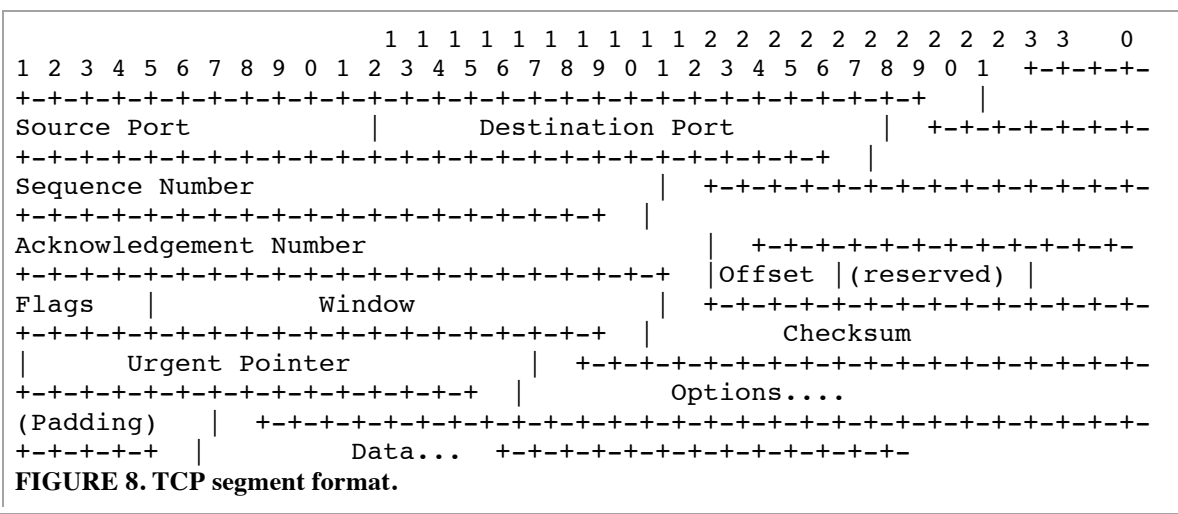 1 1 1 1 1 1 1 1 1 1 2 2 2 2 2 2 2 2 2 2 3 3 0
1 2 3 4 5 6 7 8 9 0 1 2 3 4 5 6 7 8 9 0 1 2 3 4 5 6 7 8 9 0 1 +-+-+-+-
+-+-+-+-+-+-+-+-+-+-+-+-+-+-+-+-+-+-+-+-+-+-+-+-+-+-+-+-+ |
Source Port | Destination Port | +-+-+-+-+-+-+-
+-+-+-+-+-+-+-+-+-+-+-+-+-+-+-+-+-+-+-+-+-+-+-+-+-+ |
Sequence Number | +-+-+-+-+-+-+-+-+-+-+-+-+-+-
+-+-+-+-+-+-+-+-+-+-+-+-+-+-+-+-+-+-+ |
Acknowledgement Number | +-+-+-+-+-+-+-+-+-+-+-+-
+-+-+-+-+-+-+-+-+-+-+-+-+-+-+-+-+-+-+-+-+ |Offset |(reserved) |
Flags | Window | +-+-+-+-+-+-+-+-+-+-+-+-+-+-
+-+-+-+-+-+-+-+-+-+-+-+-+-+-+-+-+-+-+ | Checksum
| Urgent Pointer | +-+-+-+-+-+-+-+-+-+-+-+-+-+-+-+-+-+-
+-+-+-+-+-+-+-+-+-+-+-+-+-+-+ | Options....
(Padding) | +-+-+-+-+-+-+-+-+-+-+-+-+-+-+-+-+-+-+-+-+-+-+-+-+-+-+-+-
+-+-+-+-+ | Data... +-+-+-+-+-+-+-+-+-+-+-+-+-
FIGURE 8. TCP segment format.